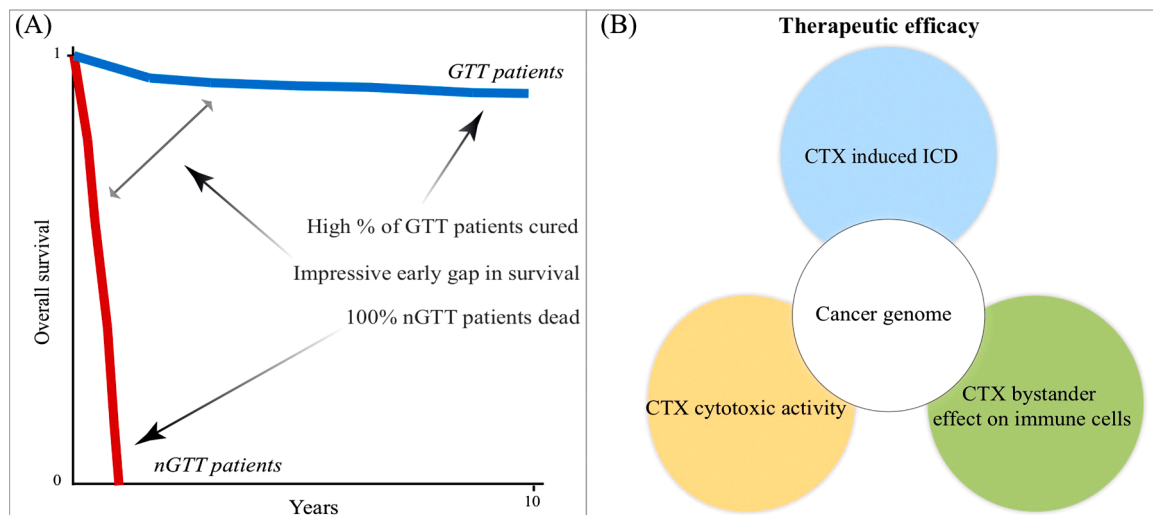 (A)
1
GTT patients
High % of GTT patients cured
Impressive early gap in survival
100% nGTT patients dead
nGTT patients
0
10
Years
Overall survival
(B)
Therapeutic efficacy
CTX induced ICD
Cancer genome
CTX cytotoxic activity
CTX bystander
effect on immune cells